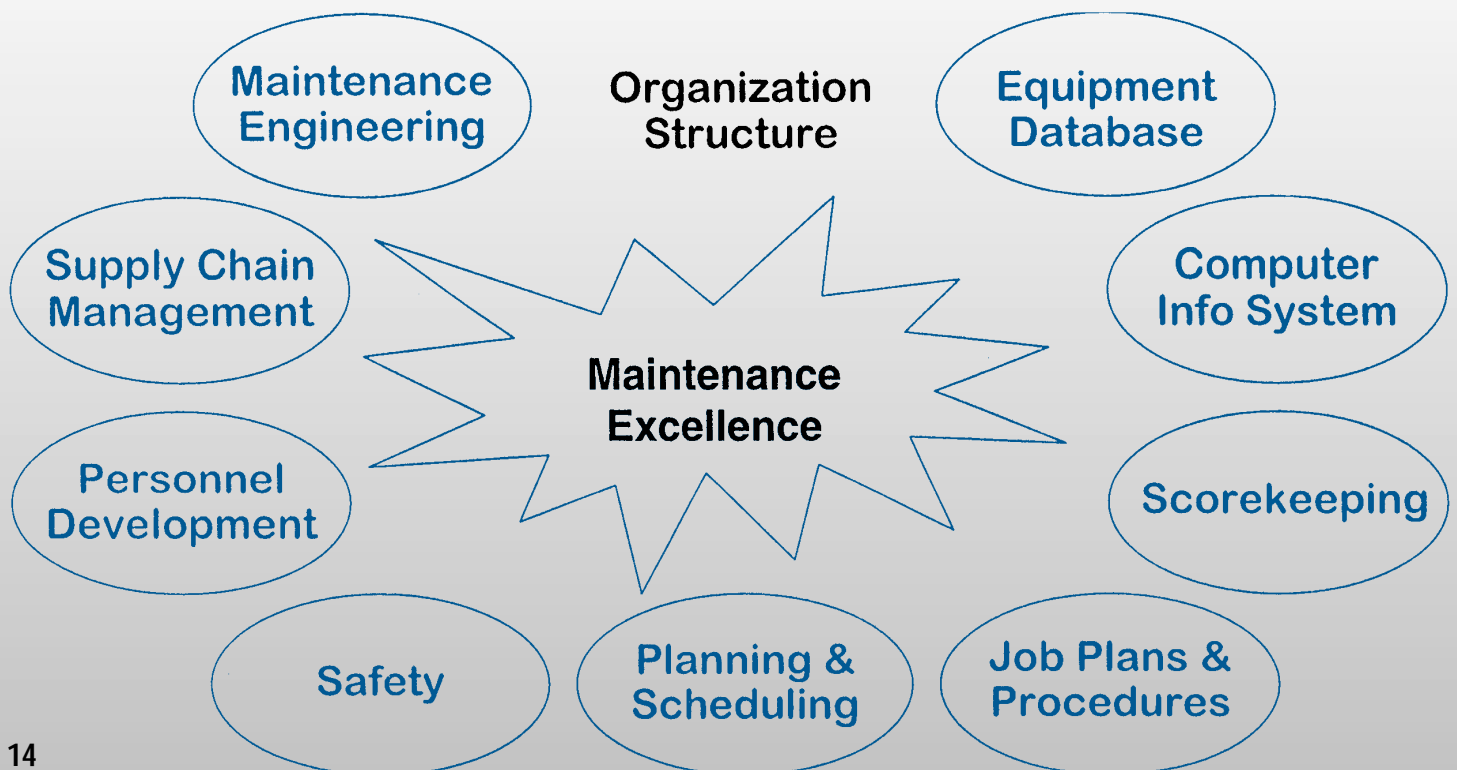 Maintenance
Engineering
Organization
Structure
Equipment
Database
Supply Chain
Management
Computer
Info System
Maintenance
Excellence
Personnel
Development
Scorekeeping
Safety
Planning &
Scheduling
Job Plans &
Procedures
14